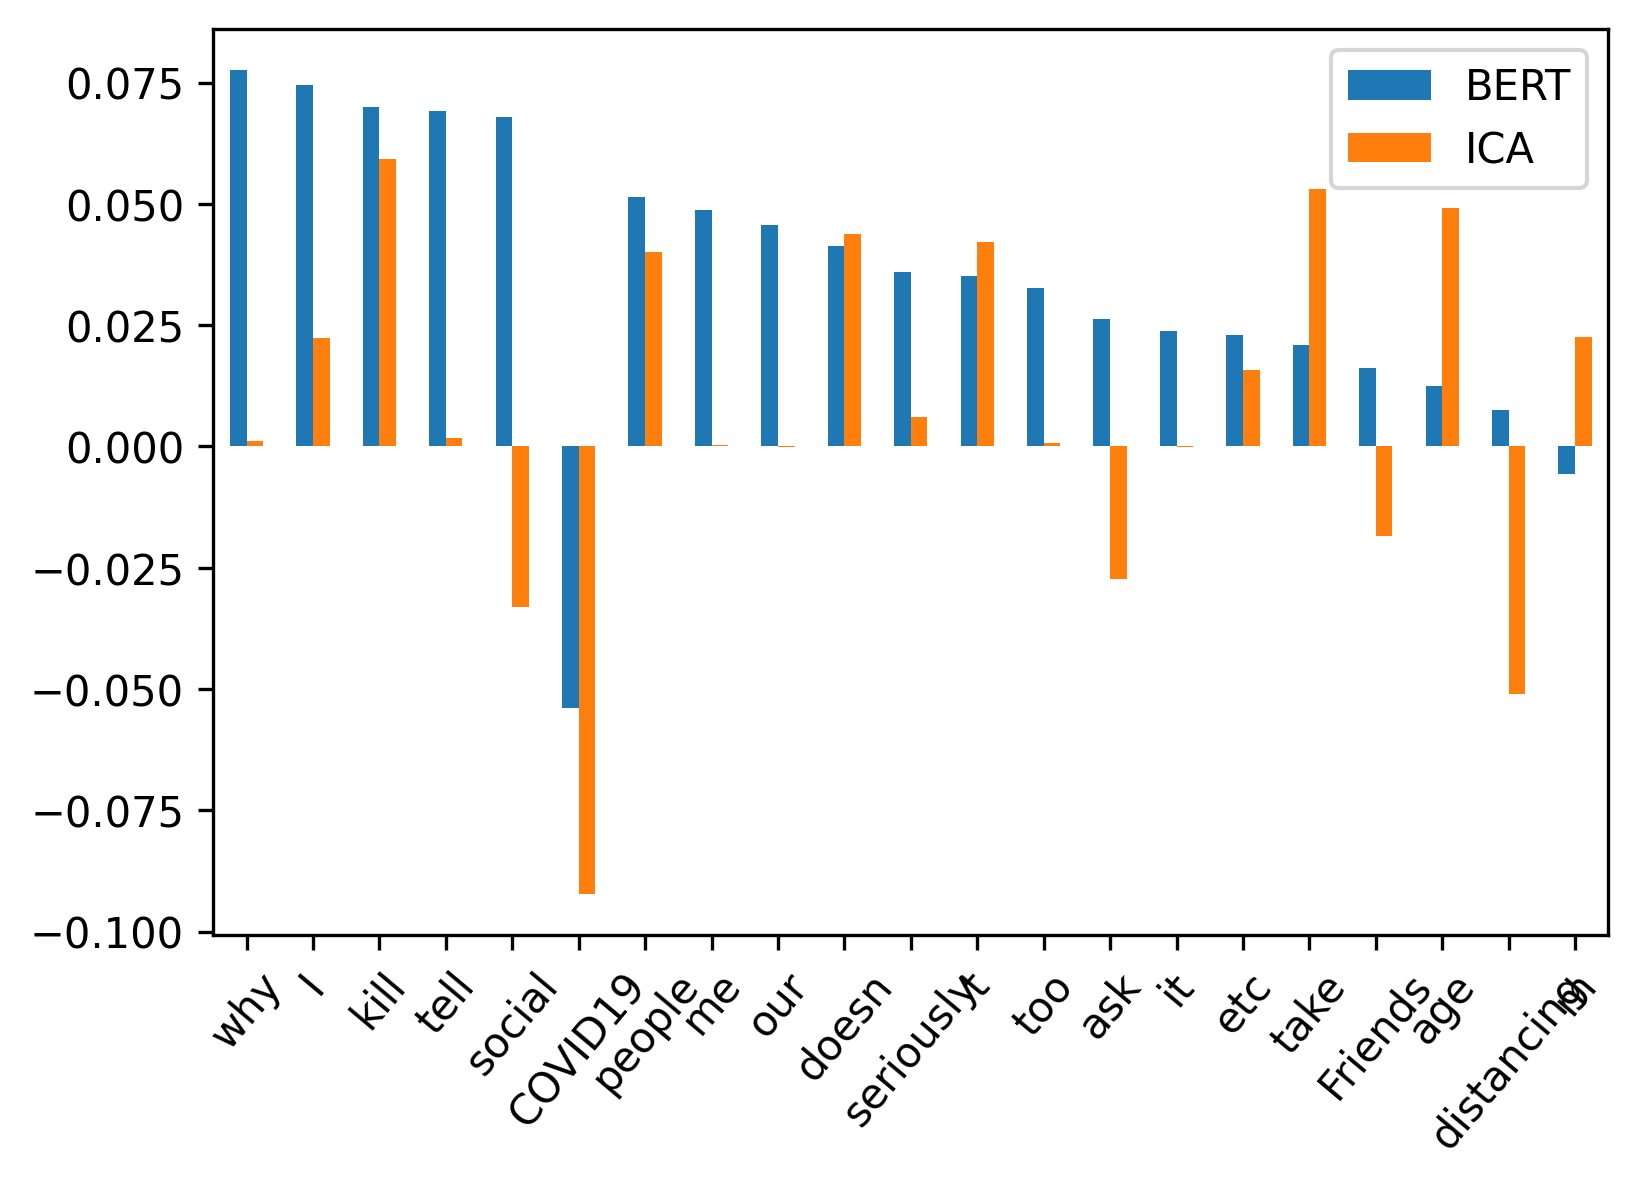 BERT
ICA
0.075
0.050
0.025
0.000
−0.025
−0.050
−0.075
−0.100
why
I
kill
tell
social
COVID19
people
me
our
doesn
seriously
t
too
ask
it
etc
take
Friends
age
distancing